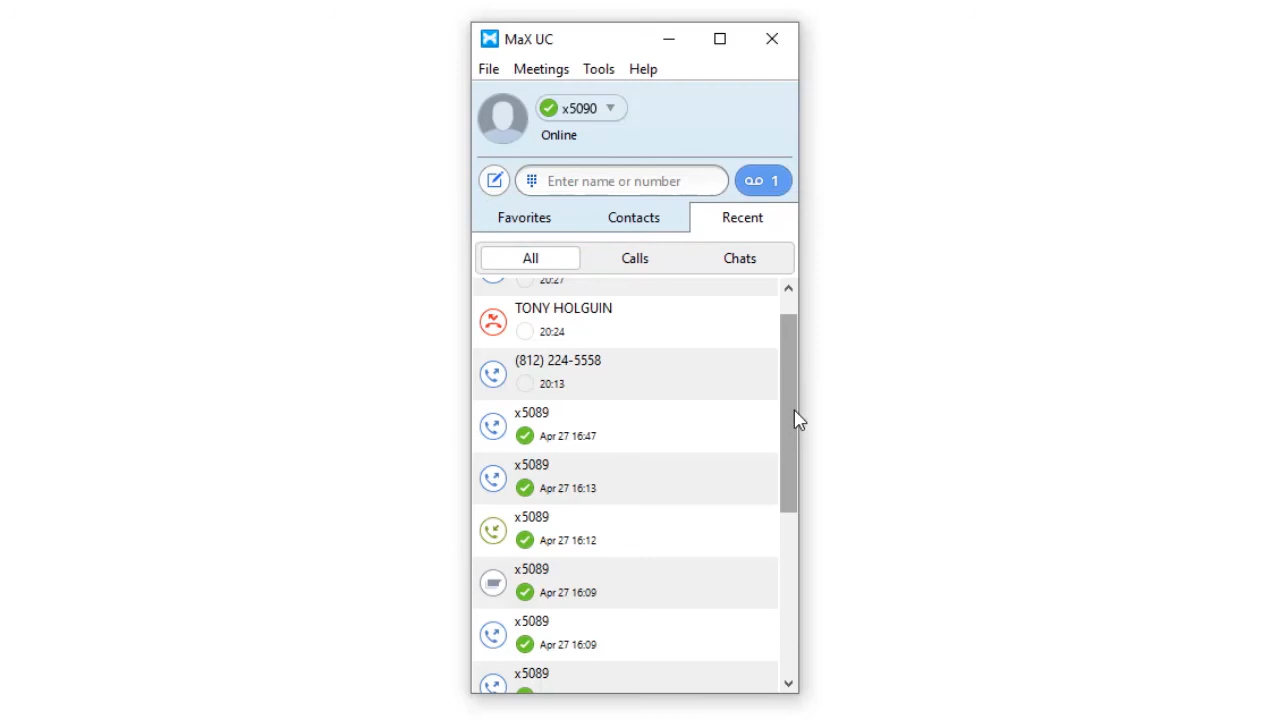 MaX UC
File Meetings Tools Help
x5090
Online
Enter name or number 1
Favorites Contacts Recent
All Calls Chats
20:27
TONY HOLGUIN
20:24
(812) 224-5558
20:13
x5089
Apr 27 16:47
x5089
Apr 27 16:13
x5089
Apr 27 16:12
x5089
Apr 27 16:09
x5089
Apr 27 16:09
x5089